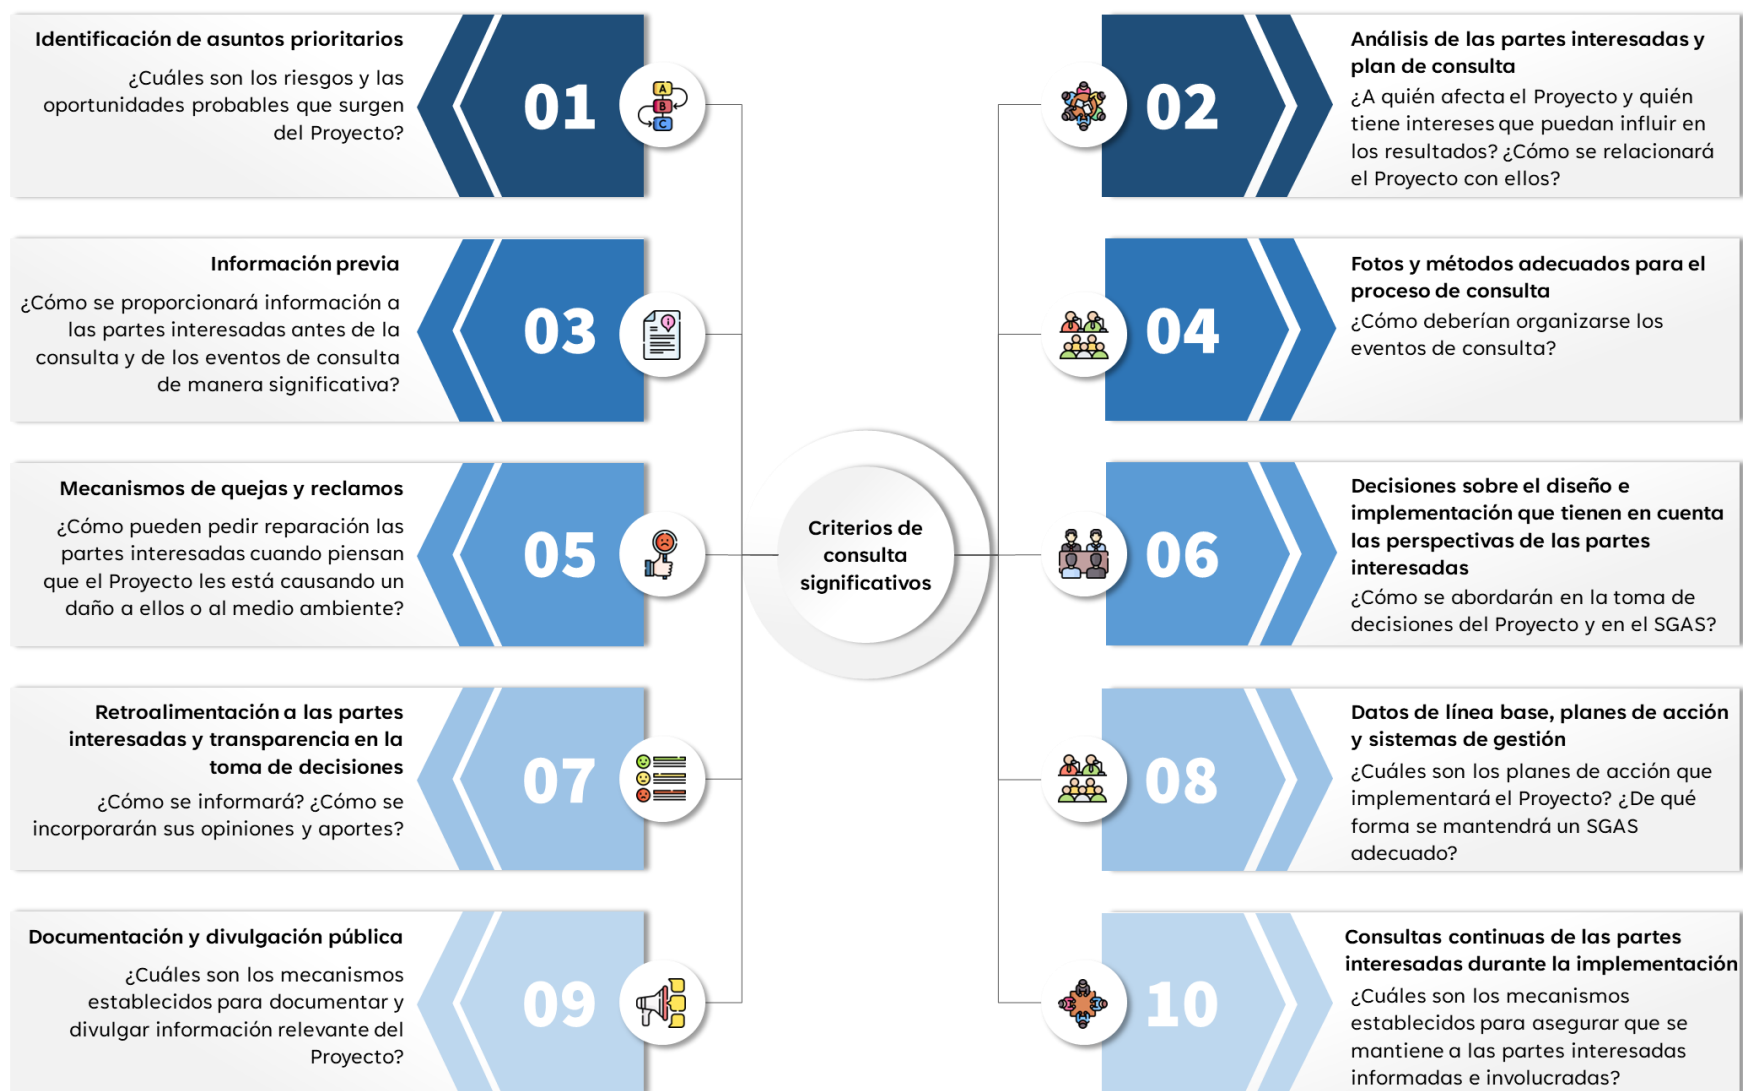 Identificación de asuntos prioritarios
¿Cuáles son los riesgos y las
oportunidades probables que surgen
del Proyecto?
01
A
B
C
02
Análisis de las partes interesadas y
plan de consulta
¿A quién afecta el Proyecto y quién
tiene intereses que puedan influir en
los resultados? ¿Cómo se relacionará
el Proyecto con ellos?
Información previa
¿Cómo se proporcionará información a
las partes interesadas antes de la
consulta y de los eventos de consulta
de manera significativa?
03
i
04
Fotos y métodos adecuados para el
proceso de consulta
¿Cómo deberían organizarse los
eventos de consulta?
Mecanismos de quejas y reclamos
¿Cómo pueden pedir reparación las
partes interesadas cuando piensan
que el Proyecto les está causando un
daño a ellos o al medio ambiente?
05
Criterios de
consulta
significativos
06
Decisiones sobre el diseño e
implementación que tienen en cuenta
las perspectivas de las partes
interesadas
¿Cómo se abordarán en la toma de
decisiones del Proyecto y en el SGAS?
Retroalimentación a las partes
interesadas y transparencia en la
toma de decisiones
¿Cómo se informará? ¿Cómo se
incorporarán sus opiniones y aportes?
07
08
Datos de línea base, planes de acción
y sistemas de gestión
¿Cuáles son los planes de acción que
implementará el Proyecto? ¿De qué
forma se mantendrá un SGAS
adecuado?
Documentación y divulgación pública
¿Cuáles son los mecanismos
establecidos para documentar y
divulgar información relevante del
Proyecto?
09
10
Consultas continuas de las partes
interesadas durante la implementación
¿Cuáles son los mecanismos
establecidos para asegurar que se
mantiene a las partes interesadas
informadas e involucradas?